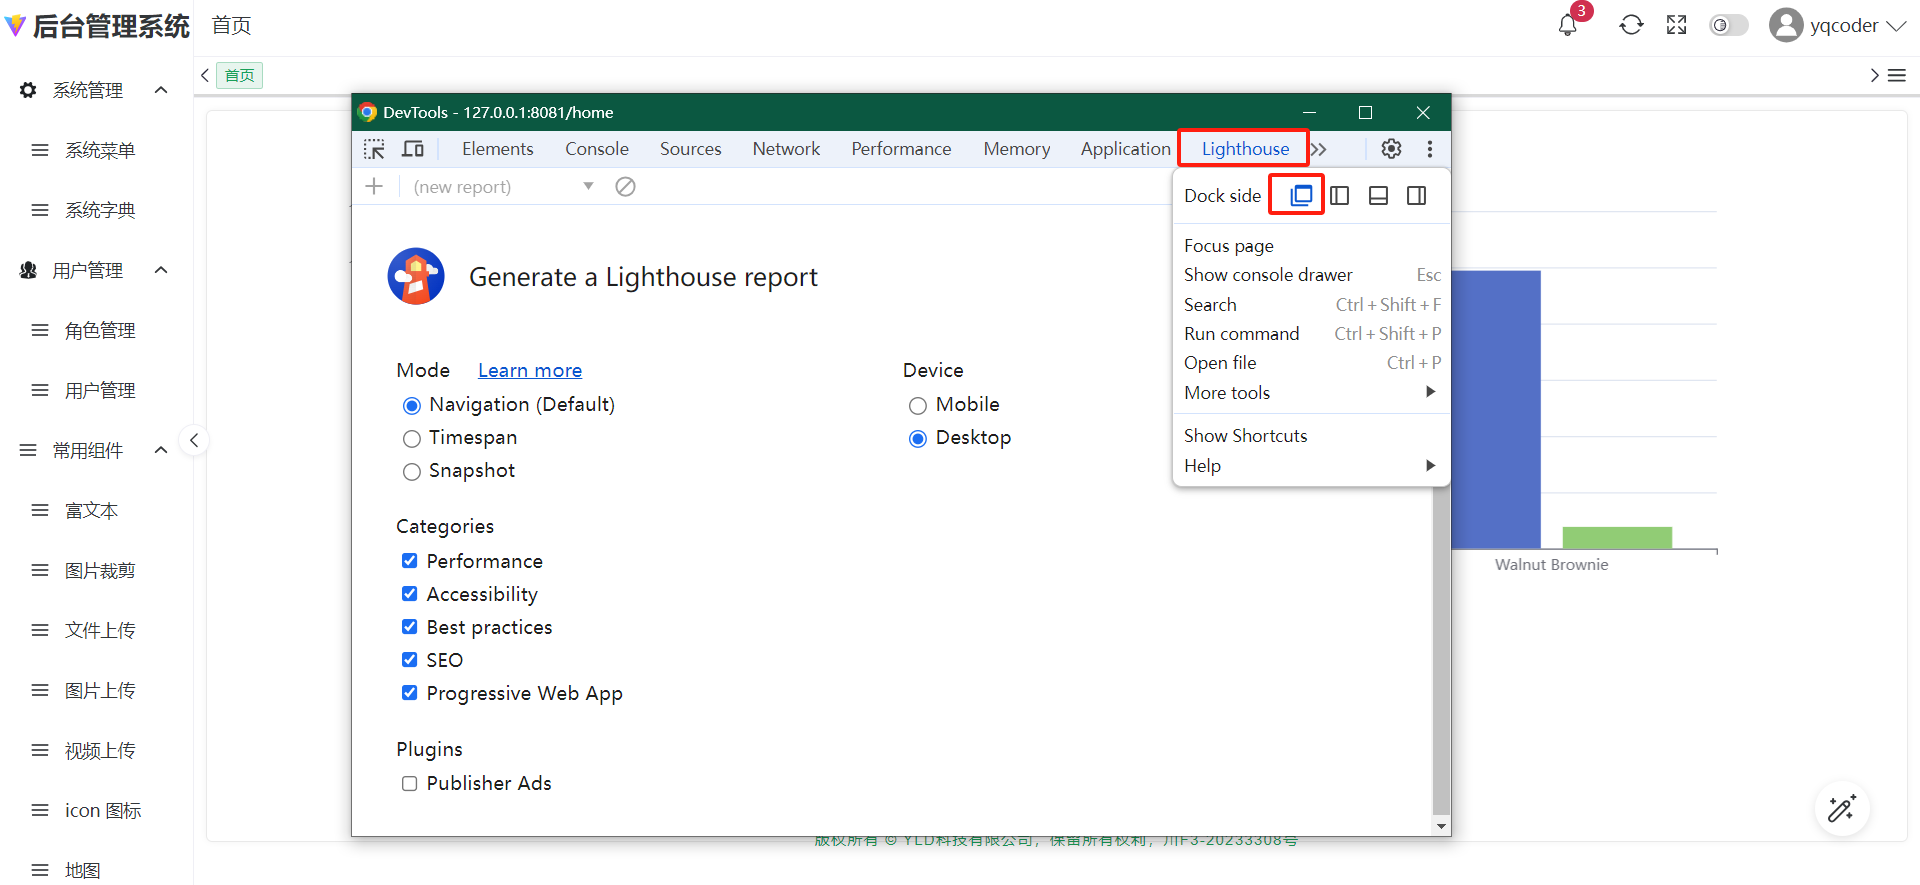 后台管理系统
首页
3
yqcoder
系统管理
系统菜单
系统字典
用户管理
角色管理
用户管理
常用组件
富文本
图片裁剪
文件上传
图片上传
视频上传
icon 图标
地图
首页
DevTools - 127.0.0.1:8081/home
Elements Console Sources Network Performance Memory Application Lighthouse
(new report)
Generate a Lighthouse report
Mode Learn more
Navigation (Default)
Timespan
Snapshot
Device
Mobile
Desktop
Categories
Performance
Accessibility
Best practices
SEO
Progressive Web App
Plugins
Publisher Ads
Dock side
Focus page
Show console drawer Esc
Search Ctrl + Shift + F
Run command Ctrl + Shift + P
Open file Ctrl + P
More tools
Show Shortcuts
Help
Walnut Brownie
版权所有 © YLD科技有限公司，保留所有权利，川F3-20233308号